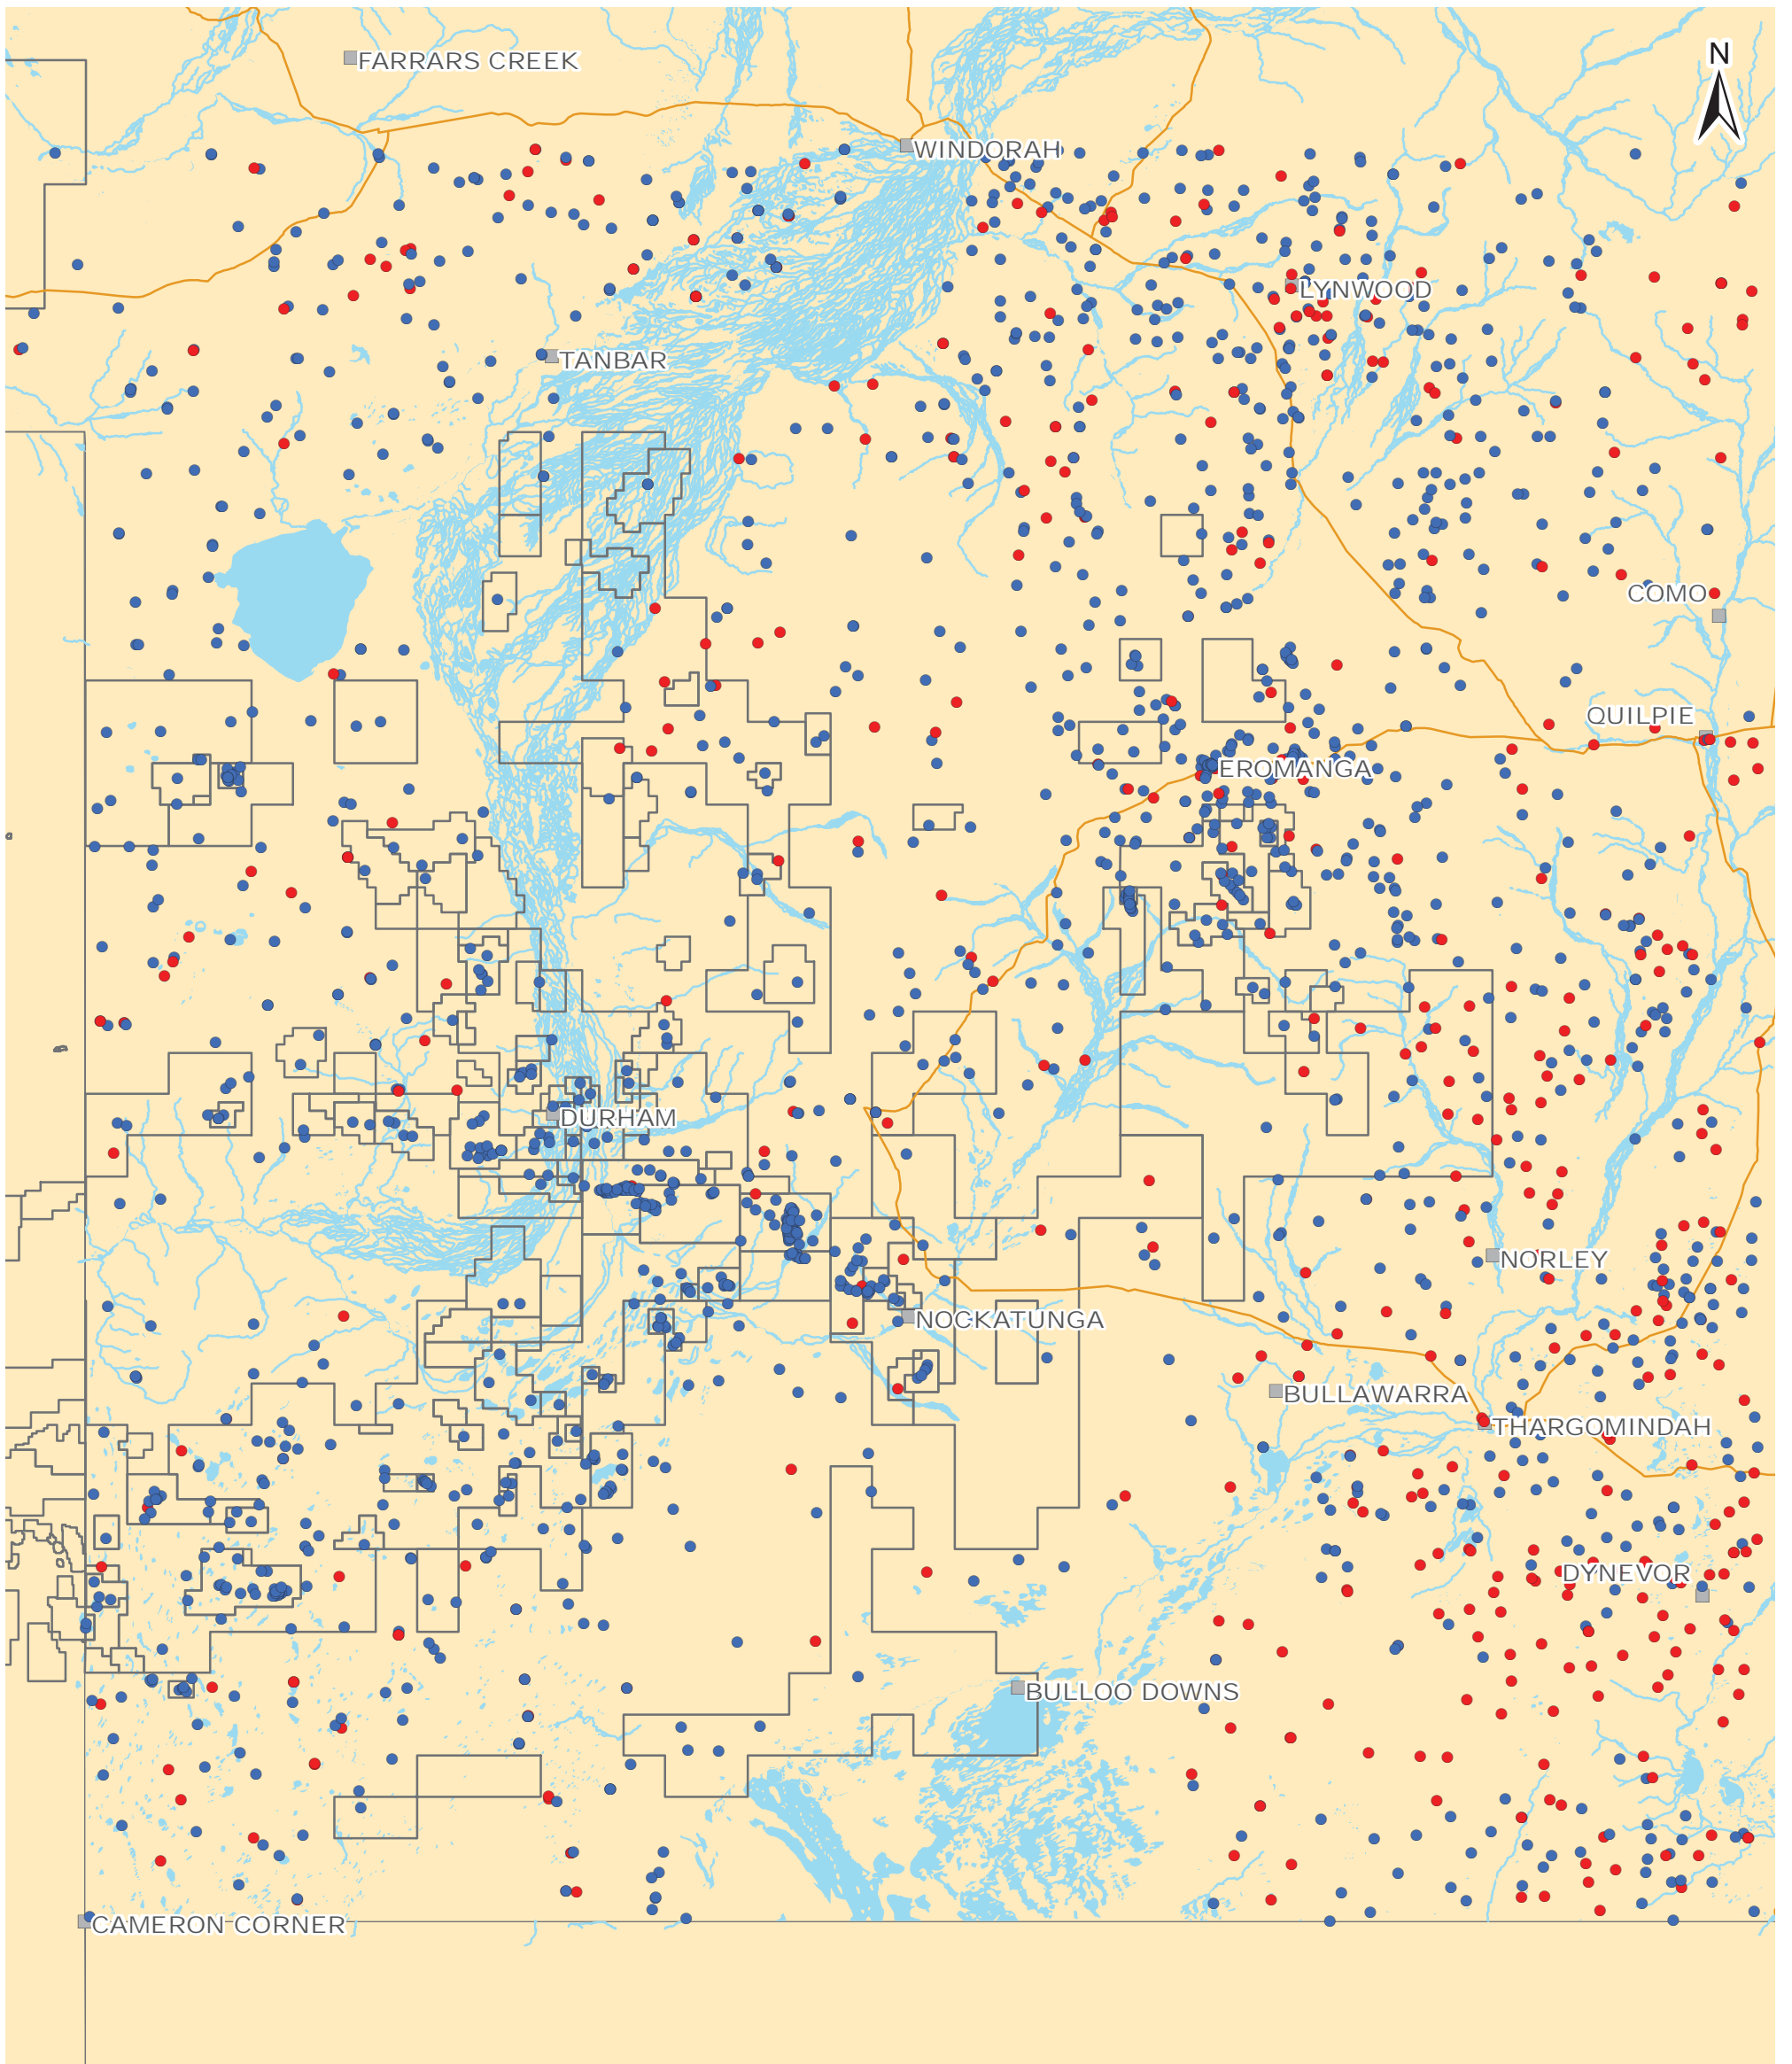 N
FARRARS CREEK
WINDORAH
LYNWOOD
TANBAR
COMO
QUILPIE
EROMANGA
DURHAM
NORLEY
NOCKATUNGA
BULLAWARRA
THARGOMINDAH
DYNEVOR
BULLOO DOWNS
CAMERON CORNER